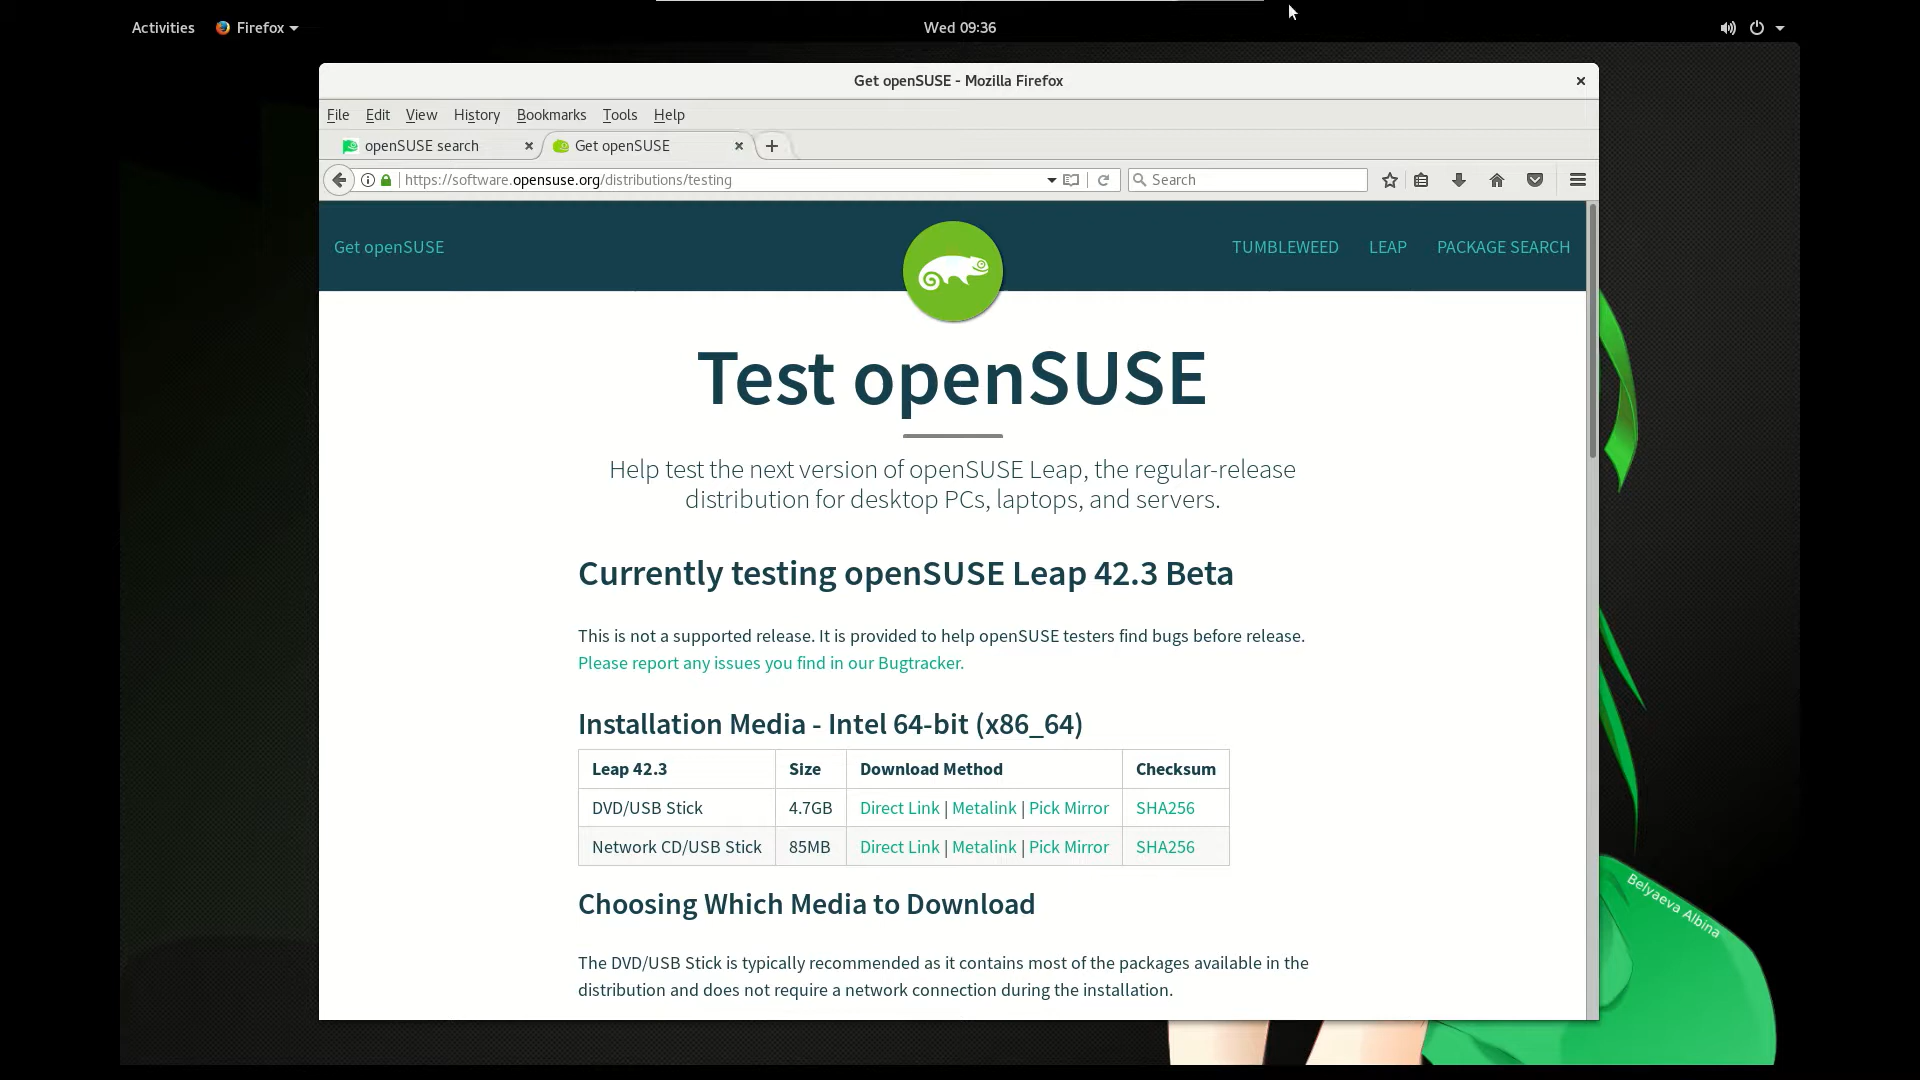 Activities Firefox Wed 09:36
Get openSUSE - Mozilla Firefox
File Edit View History Bookmarks Tools Help
openSUSE search Get openSUSE
https://software.opensuse.org/distributions/testing Search
Get openSUSE TUMBLEWEED LEAP PACKAGE SEARCH
Test openSUSE
Help test the next version of openSUSE Leap, the regular-release
distribution for desktop PCs, laptops, and servers.
Currently testing openSUSE Leap 42.3 Beta
This is not a supported release. It is provided to help openSUSE testers find bugs before release.
Please report any issues you find in our Bugtracker.
Installation Media - Intel 64-bit (x86_64)
Leap 42.3 Size Download Method Checksum
DVD/USB Stick 4.7GB Direct Link | Metalink | Pick Mirror SHA256
Network CD/USB Stick 85MB Direct Link | Metalink | Pick Mirror SHA256
Choosing Which Media to Download
The DVD/USB Stick is typically recommended as it contains most of the packages available in the
distribution and does not require a network connection during the installation.
Belyaeva Albina